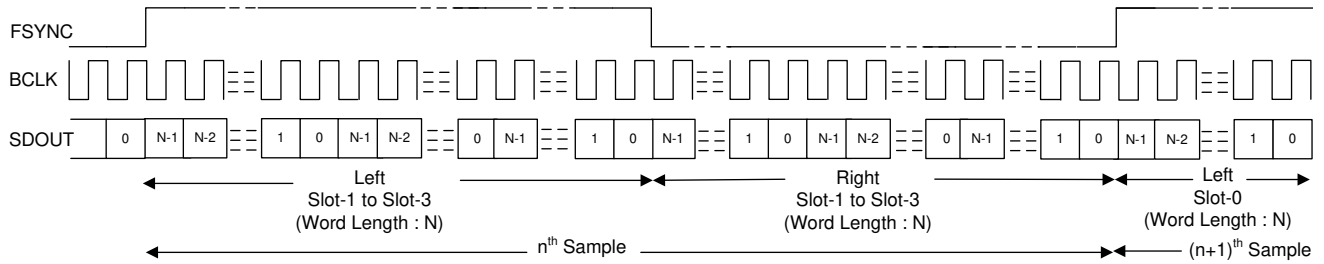 FSYNC
BCLK
SDOUT
0 N-1 N-2 1 0 N-1 N-2 0 N-1 1 0 N-1 1 0 N-1 N-2 0 N-1 1 0 N-1 N-2 1 0
Left
Slot-1 to Slot-3
(Word Length : N)
Right
Slot-1 to Slot-3
(Word Length : N)
Left
Slot-0
(Word Length : N)
nth Sample
(n+1)th Sample